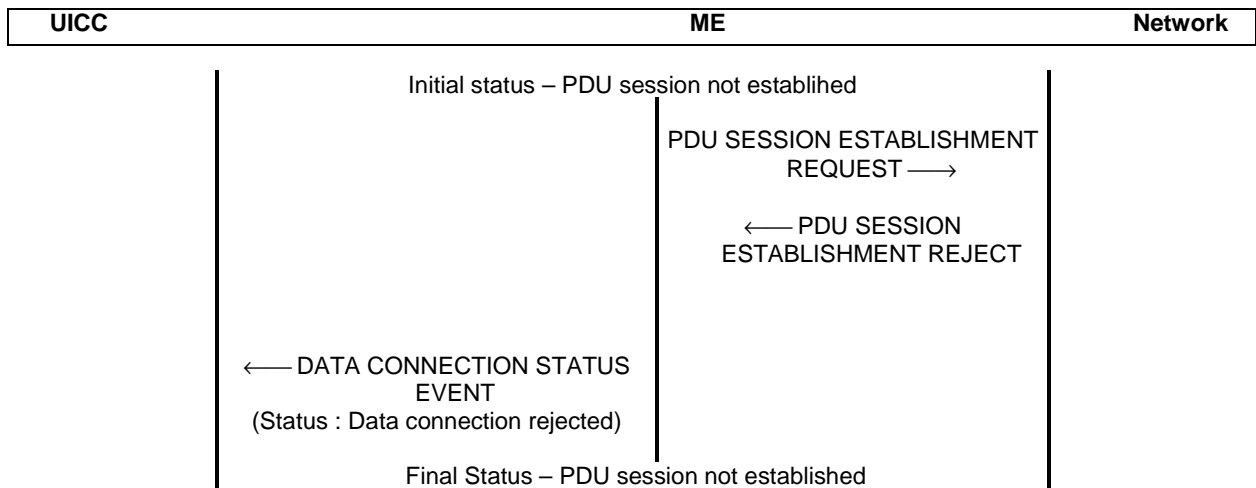 UICC ME Network
Initial status – PDU session not establihed
PDU SESSION ESTABLISHMENT
REQUEST ⟶
⟵ PDU SESSION
ESTABLISHMENT REJECT
⟵ DATA CONNECTION STATUS
EVENT
(Status : Data connection rejected)
Final Status – PDU session not established